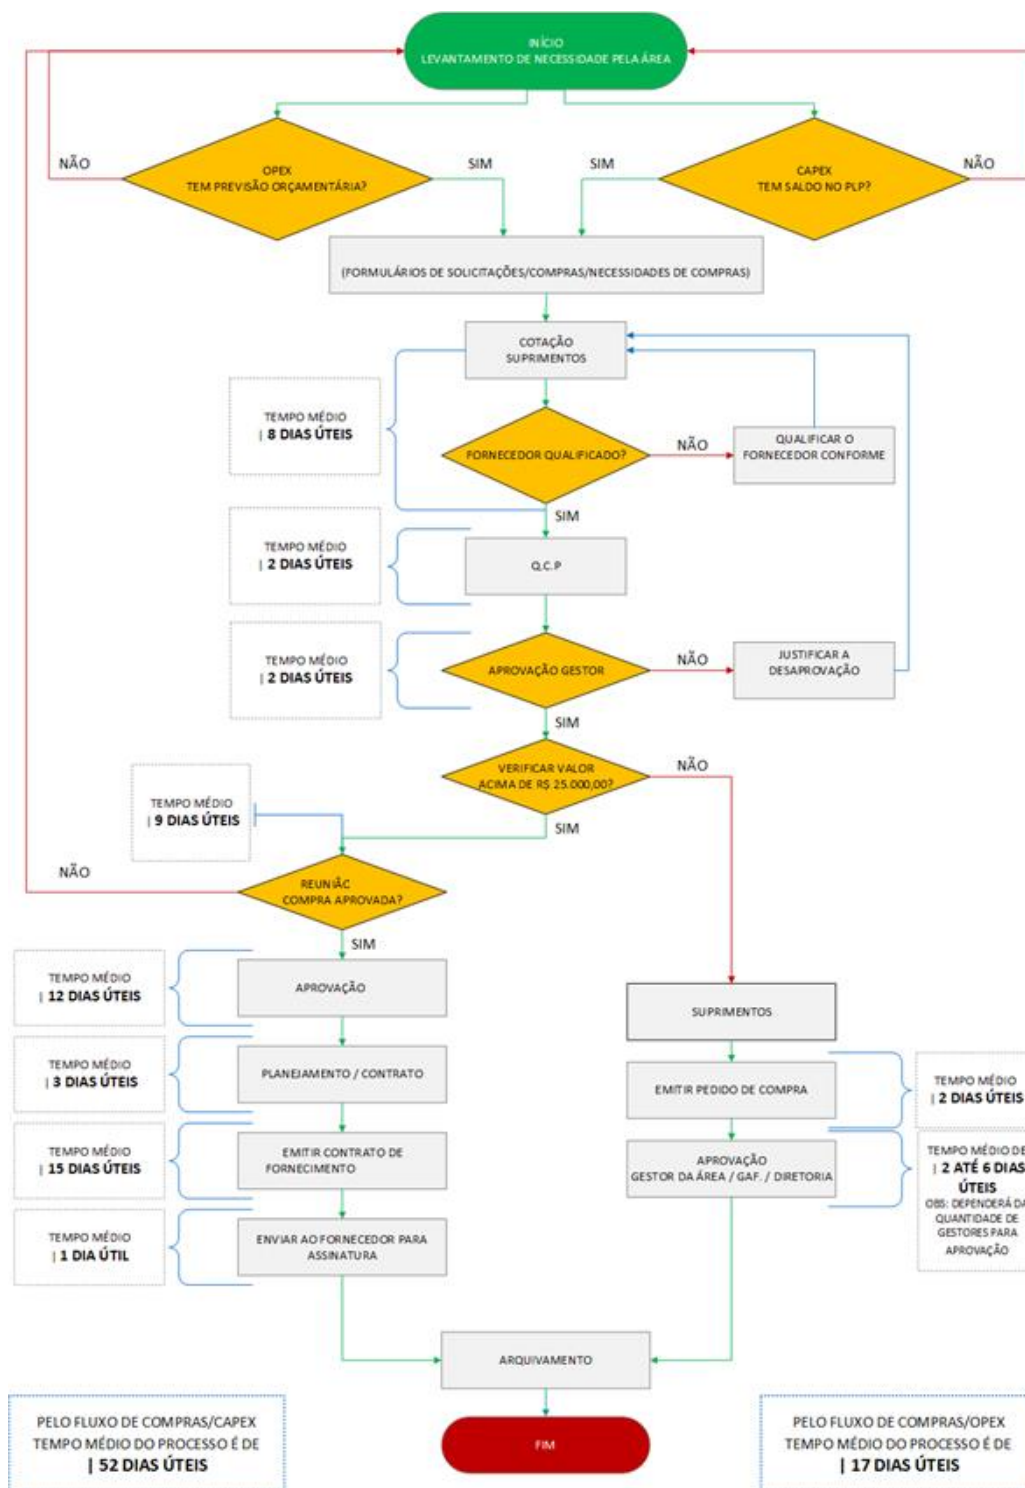 INÍCIO
LEVANTAMENTO DE NECESSIDADE PELA ÁREA
NÃO
OPEX
TEM PREVISÃO ORÇAMENTÁRIA?
SIM
SIM
CAPEX
TEM SALDO NO PLP?
NÃO
(FORMULÁRIOS DE SOLICITAÇÕES/COMPRAS/NECESSIDADES DE COMPRAS)
COTAÇÃO
SUPRIMENTOS
TEMPO MÉDIO
| 8 DIAS ÚTEIS
FORNECEDOR QUALIFICADO?
NÃO
QUALIFICAR O
FORNECEDOR CONFORME
SIM
TEMPO MÉDIO
| 2 DIAS ÚTEIS
Q.C.P
TEMPO MÉDIO
| 2 DIAS ÚTEIS
APROVAÇÃO GESTOR
NÃO
JUSTIFICAR A
DESAPROVAÇÃO
SIM
VERIFICAR VALOR
ACIMA DE R$ 25.000,00?
NÃO
SIM
TEMPO MÉDIO
| 9 DIAS ÚTEIS
NÃO
REUNIÃC
COMPRA APROVADA?
SIM
TEMPO MÉDIO
| 12 DIAS ÚTEIS
APROVAÇÃO
SUPRIMENTOS
TEMPO MÉDIO
| 3 DIAS ÚTEIS
PLANEJAMENTO / CONTRATO
EMITIR PEDIDO DE COMPRA
TEMPO MÉDIO
| 2 DIAS ÚTEIS
TEMPO MÉDIO
| 15 DIAS ÚTEIS
EMITIR CONTRATO DE
FORNECIMENTO
APROVAÇÃO
GESTOR DA ÁREA / GAF. / DIRETORIA
TEMPO MÉDIO DE
| 2 ATÉ 6 DIAS
ÚTEIS
OBS: DEPENDERÁ DA
QUANTIDADE DE
GESTORES PARA
APROVAÇÃO
TEMPO MÉDIO
| 1 DIA ÚTIL
ENVIAR AO FORNECEDOR PARA
ASSINATURA
ARQUIVAMENTO
FIM
PELO FLUXO DE COMPRAS/CAPEX
TEMPO MÉDIO DO PROCESSO É DE
| 52 DIAS ÚTEIS
PELO FLUXO DE COMPRAS/OPEX
TEMPO MÉDIO DO PROCESSO É DE
| 17 DIAS ÚTEIS